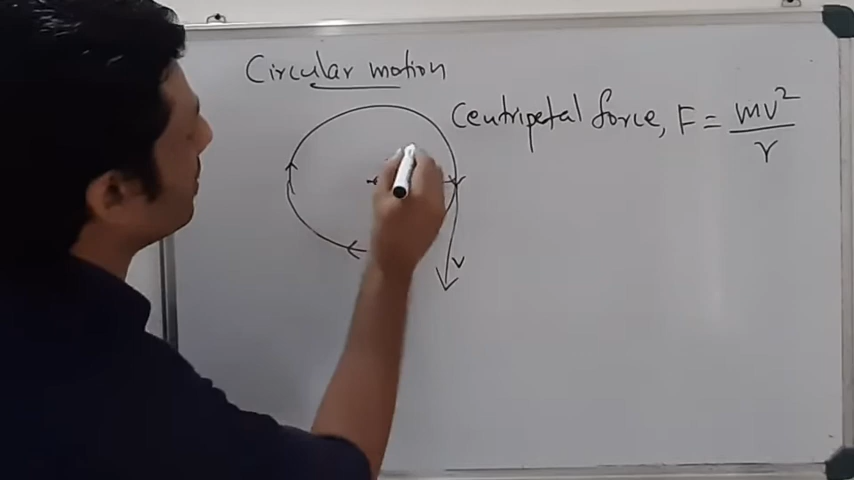 Circular motion
Centripetal force, F = mv²/r
v